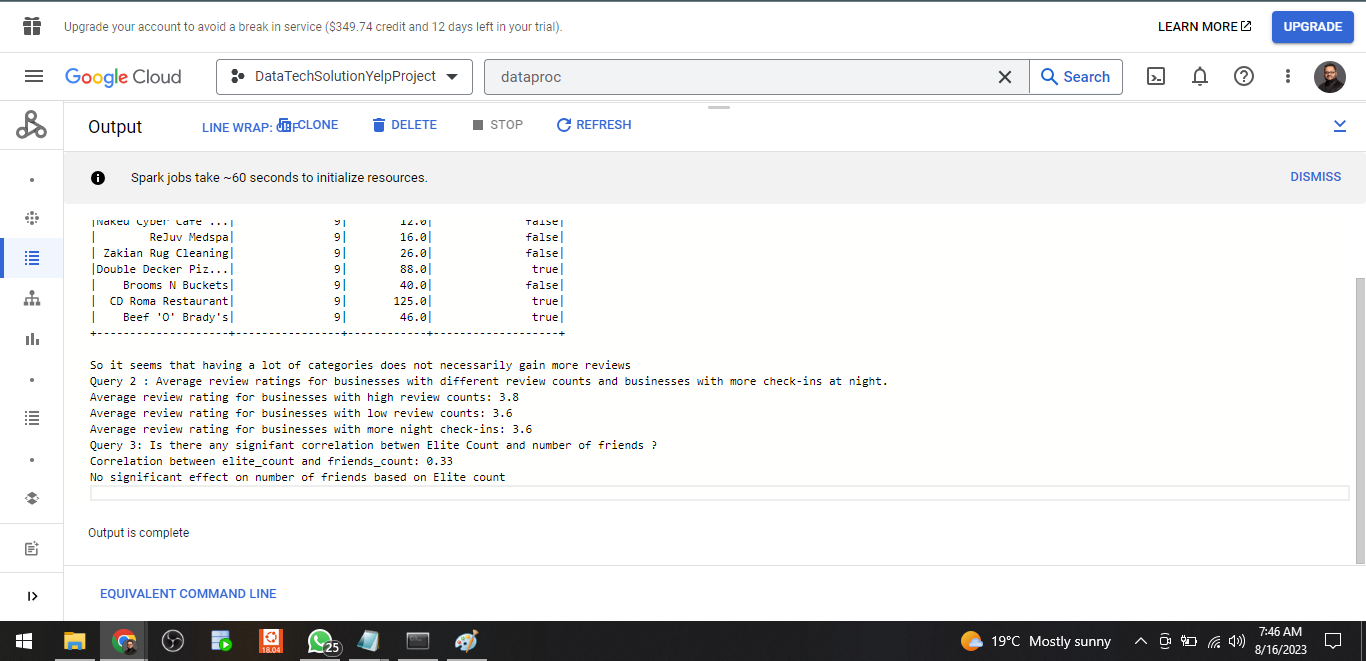 Upgrade your account to avoid a break in service ($349.74 credit and 12 days left in your trial).
LEARN MORE
UPGRADE
Google Cloud
DataTechSolutionYelpProject
dataproc
Search
Output
LINE WRAP:
CLONE
DELETE
STOP
REFRESH
Spark jobs take ~60 seconds to initialize resources.
DISMISS
|Naked Cyber Cafe ...| 9| 12.0| false|
| ReJuv Medspa| 9| 16.0| false|
| Zakian Rug Cleaning| 9| 26.0| false|
|Double Decker Piz...| 9| 88.0| true|
| Brooms N Buckets| 9| 40.0| false|
| CD Roma Restaurant| 9| 125.0| true|
| Beef 'O' Brady's| 9| 46.0| true|
+--------------------+---------------+------------+-------------------+
So it seems that having a lot of categories does not necessarily gain more reviews
Query 2 : Average review ratings for businesses with different review counts and businesses with more check-ins at night.
Average review rating for businesses with high review counts: 3.8
Average review rating for businesses with low review counts: 3.6
Average review rating for businesses with more night check-ins: 3.6
Query 3: Is there any signifant correlation betwen Elite Count and number of friends ?
Correlation between elite_count and friends_count: 0.33
No significant effect on number of friends based on Elite count
Output is complete
EQUIVALENT COMMAND LINE
18.04
25
19°C Mostly sunny
7:46 AM
8/16/2023